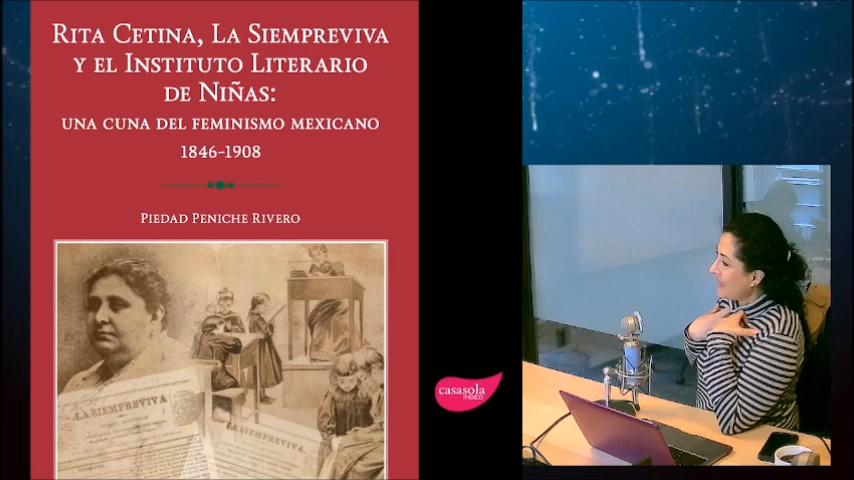 RITA CETINA, LA SIEMPREVIVA
Y EL INSTITUTO LITERARIO
DE NIÑAS:
UNA CUNA DEL FEMINISMO MEXICANO
1846-1908
PIEDAD PENICHE RIVERO
LA SIEMPREVIVA
LA SIEMPREVIVA.
casasola
méxico